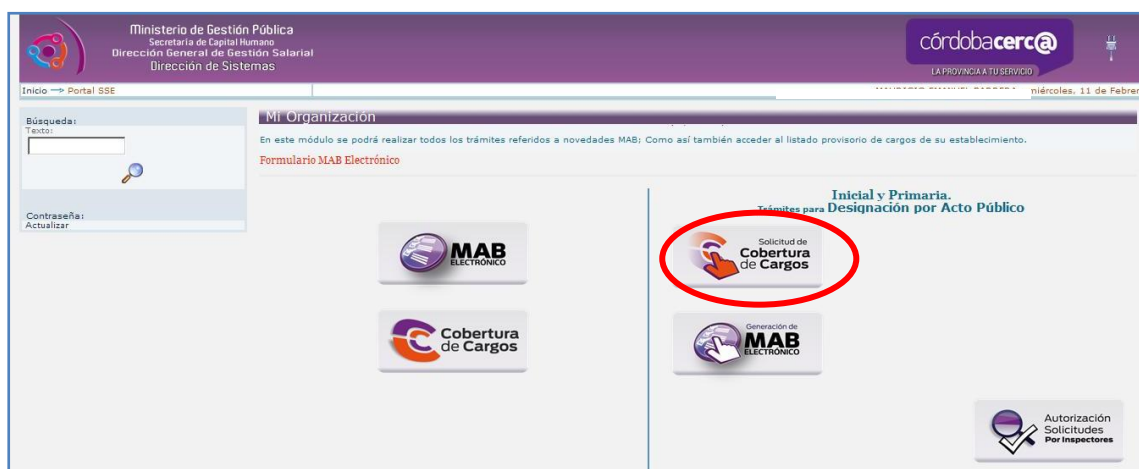 Ministerio de Gestión Pública
Secretaría de Capital Humano
Dirección General de Gestión Salarial
Dirección de Sistemas
córdobacerc@
LA PROVINCIA A TU SERVICIO
Inicio → Portal SSE
miércoles, 11 de Febrer
Búsqueda:
Texto:
Contraseña:
Actualizar
Mi Organización
En este módulo se podrá realizar todos los trámites referidos a novedades MAB; Como así también acceder al listado provisorio de cargos de su establecimiento.
Formulario MAB Electrónico
MAB
ELECTRÓNICO
Cobertura
de Cargos
Inicial y Primaria.
Trámites para Designación por Acto Público
Solicitud de
Cobertura
de Cargos
Generación de
MAB
ELECTRÓNICO
Autorización
Solicitudes
Por Inspectores